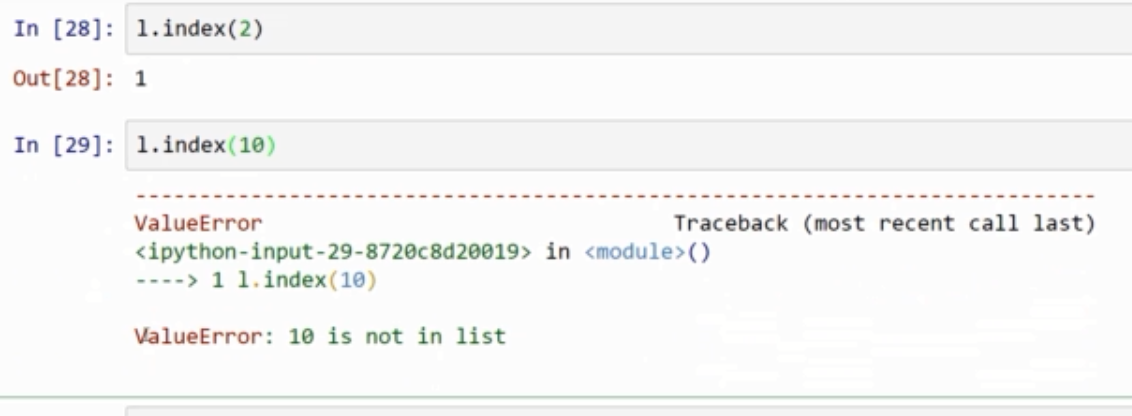 In [28]: l.index(2)
Out[28]: 1
In [29]: l.index(10)
---------------------------------------------------------------------------
ValueError                                Traceback (most recent call last)
<ipython-input-29-8720c8d20019> in <module>()
----> 1 l.index(10)
ValueError: 10 is not in list